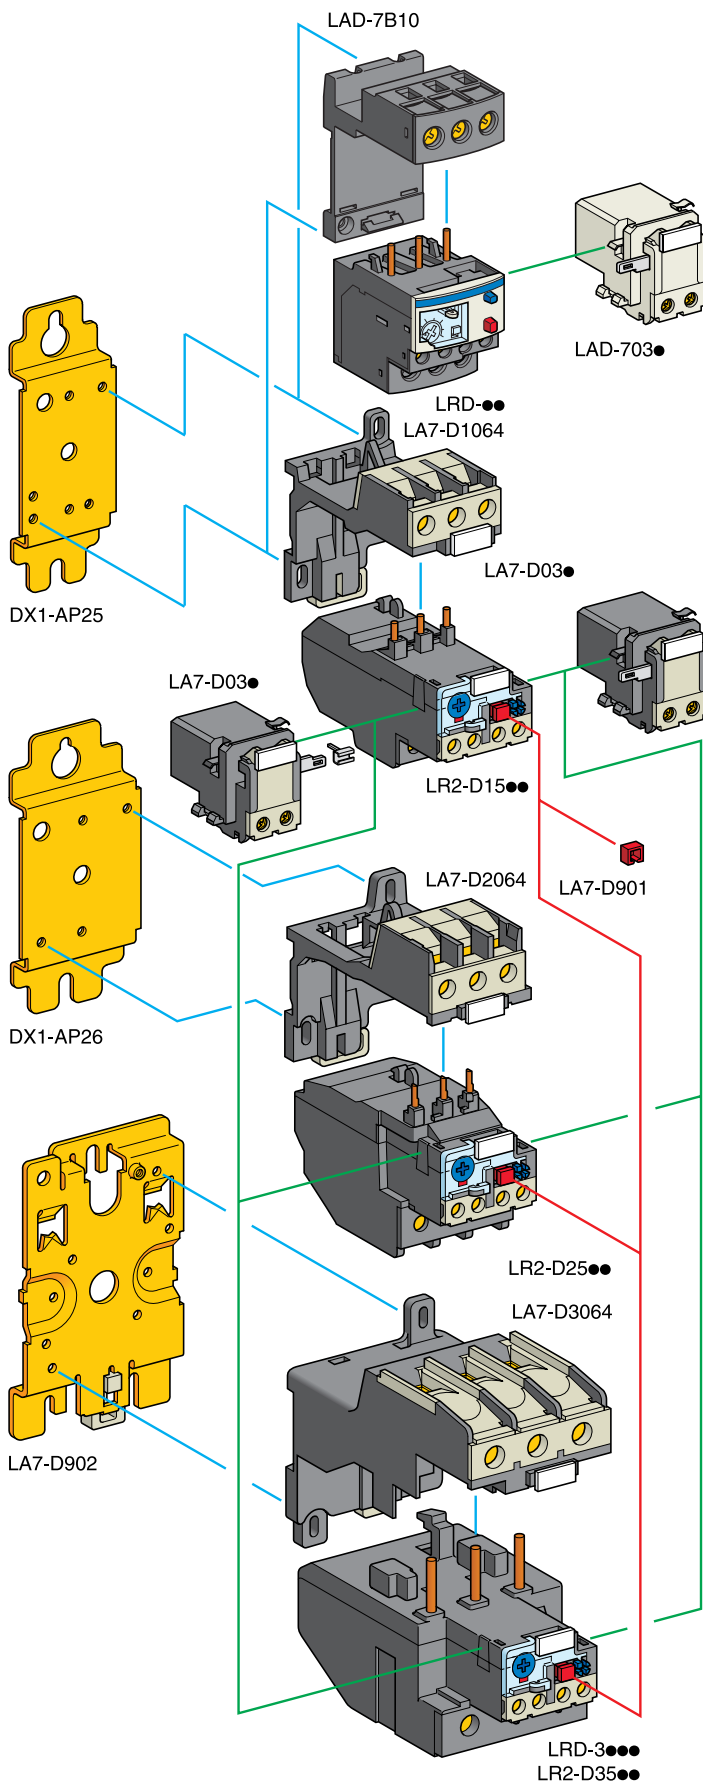 LAD-7B10
LAD-703●
LRD-●●
LA7-D1064
DX1-AP25
LA7-D03●
LA7-D03●
LR2-D15●●
LA7-D901
LA7-D2064
DX1-AP26
LR2-D25●●
LA7-D3064
LA7-D902
LRD-3●●●
LR2-D35●●